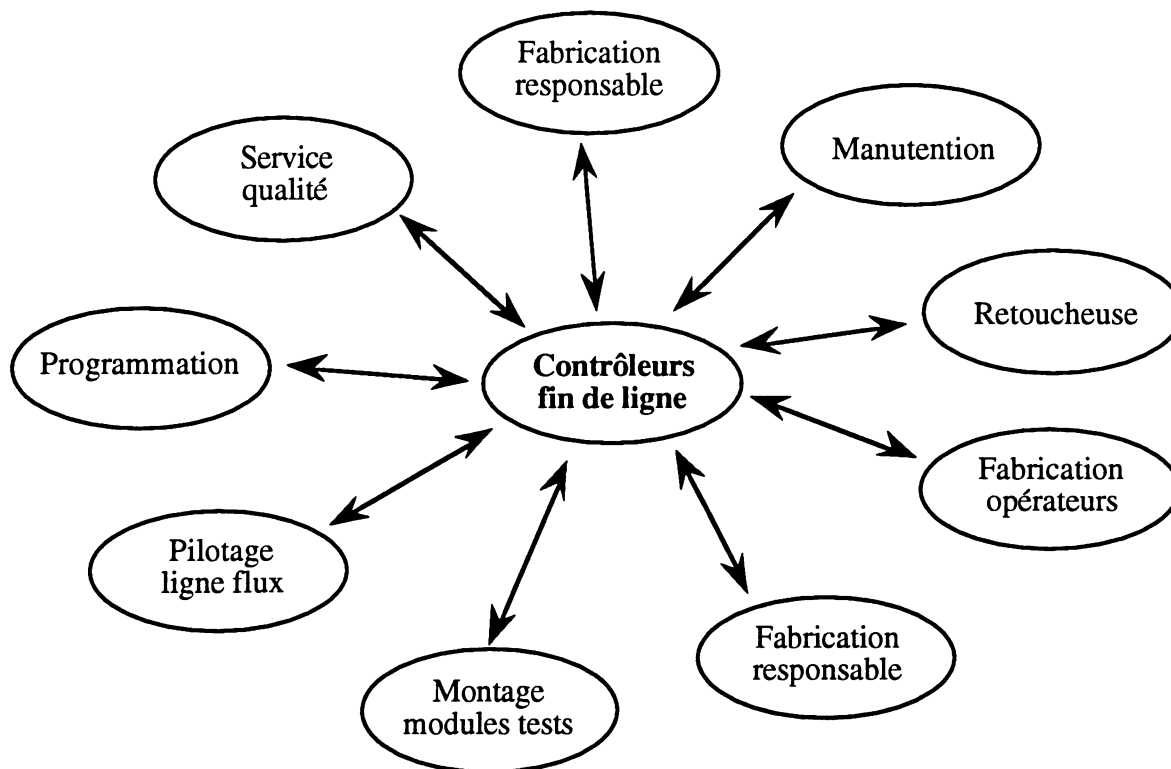 Fabrication
responsable
Manutention
Service
qualité
Retoucheuse
Programmation
Contrôleurs
fin de ligne
Fabrication
opérateurs
Pilotage
ligne flux
Fabrication
responsable
Montage
modules tests